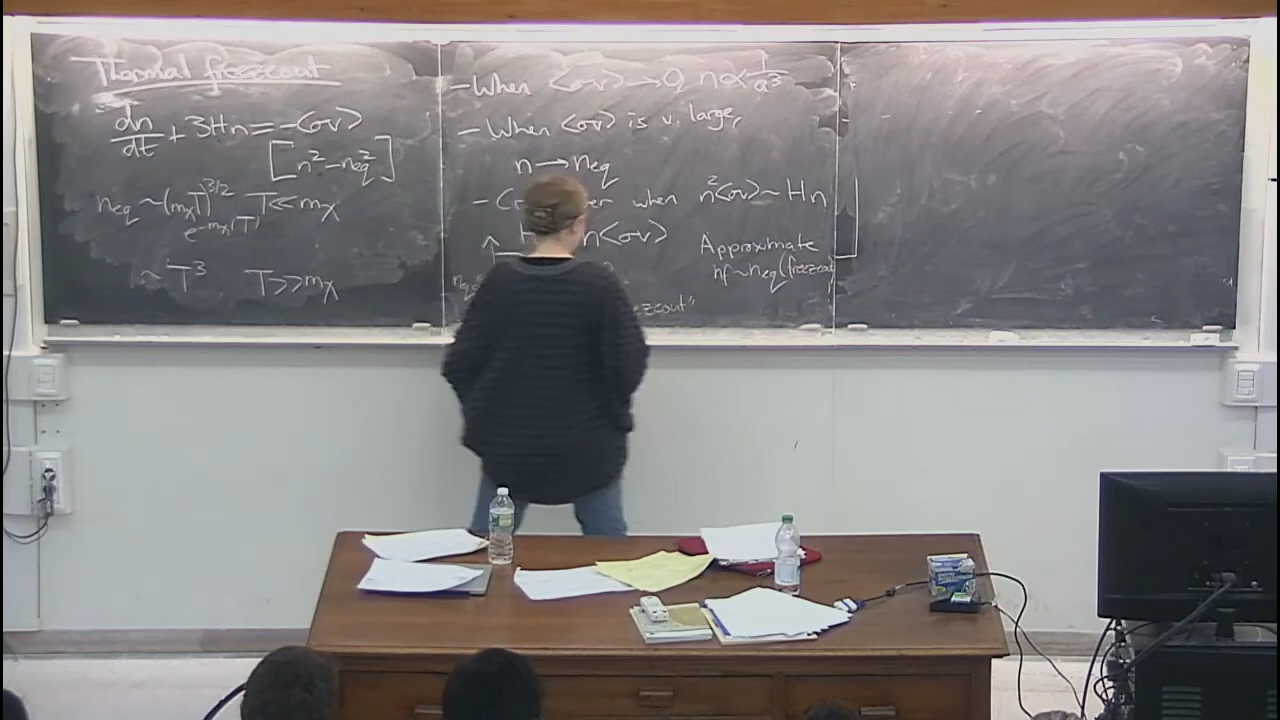 Thermal freezeout
dn/dt + 3Hn = -<σv>
[n² - neq²]
neq ~ (mχT)^3/2 T << mχ
e^-mχ/T
~ T³ T >> mχ
- When <σv> → 0, n ∝ 1/a³
- When <σv> is v. large,
n → neq
- when n²<σv> ~ Hn
H n<σv>
Approximate
nf ~ neq(freezeout